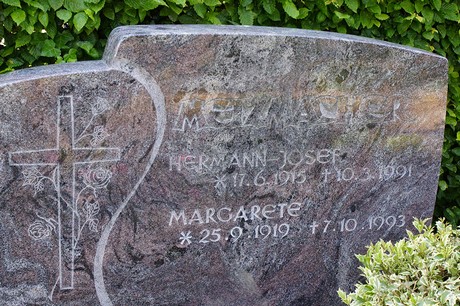 HERMANN-JOSEF
* 17.6.1915 † 10.3.1991
MARGARETE
* 25.9.1919 † 7.10.1993